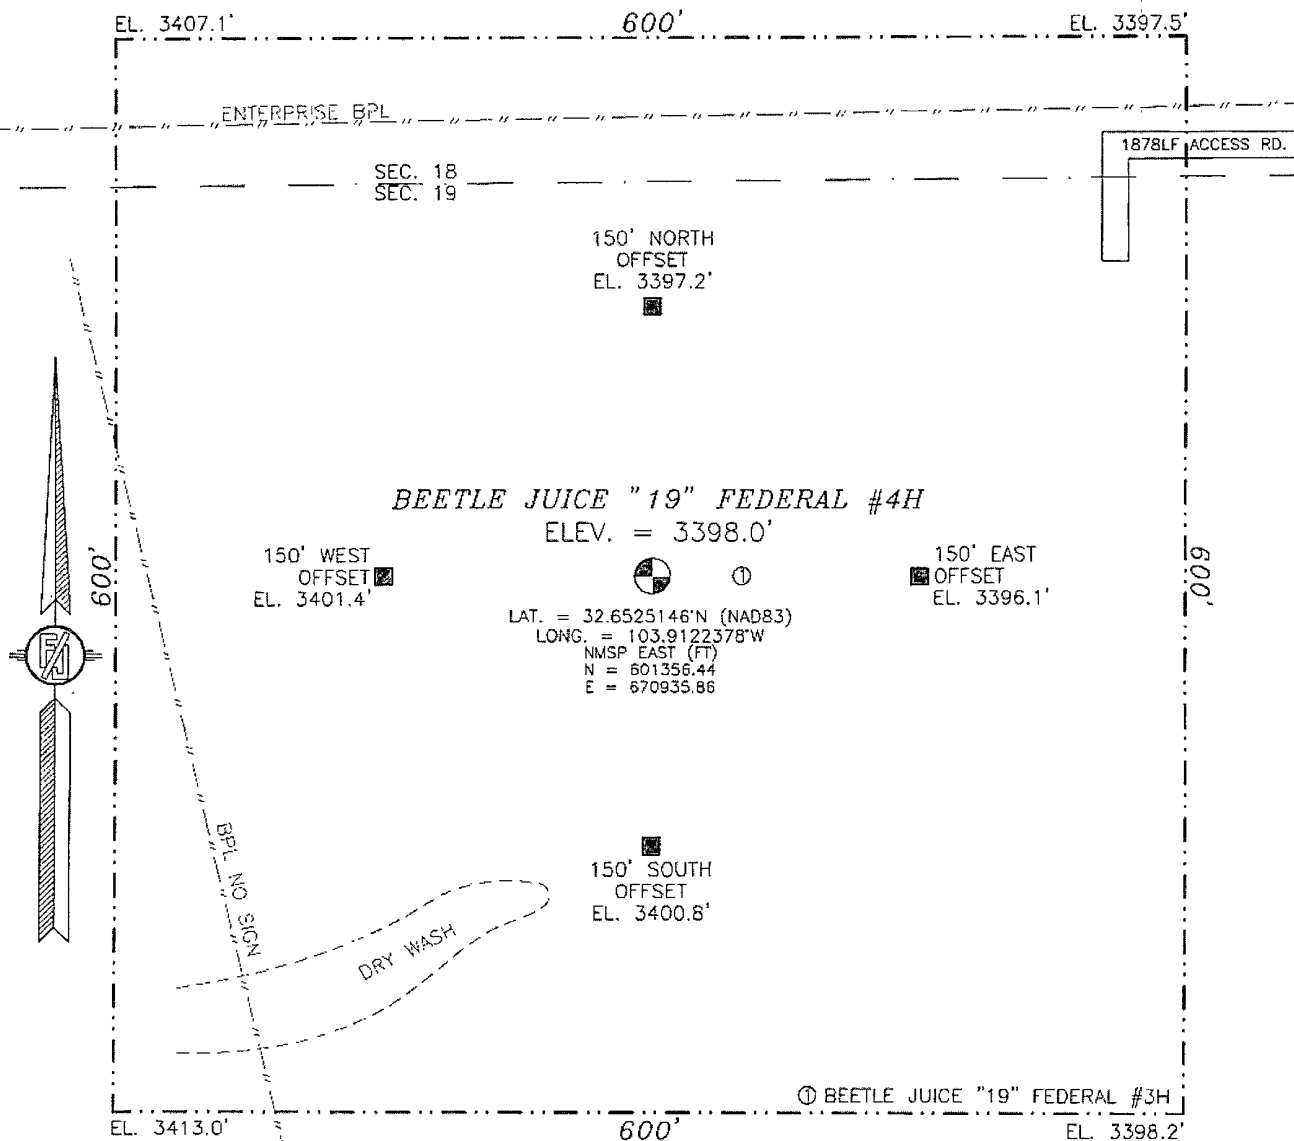 EL. 3407.1'
600'
EL. 3397.5'
ENTERPRISE BPL
1878LF ACCESS RD.
SEC. 18
SEC. 19
150' NORTH
OFFSET
EL. 3397.2'
BEETLE JUICE "19" FEDERAL #4H
ELEV. = 3398.0'
600'
150' WEST
OFFSET
EL. 3401.4'
①
150' EAST
OFFSET
EL. 3396.1'
600'
LAT. = 32.6525146°N (NAD83)
LONG. = 103.9122378°W
NMSP EAST (FT)
N = 601356.44
E = 670935.86
150' SOUTH
OFFSET
EL. 3400.8'
BPL NO SIGN
DRY WASH
① BEETLE JUICE "19" FEDERAL #3H
EL. 3413.0'
600'
EL. 3398.2'